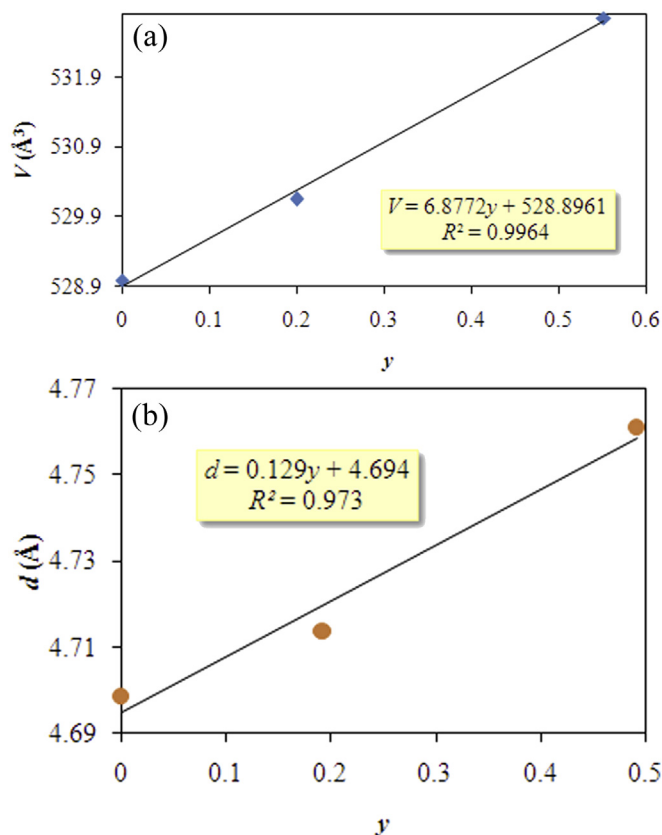 (a)
531.9
530.9
529.9
528.9
V (Å³)
V = 6.8772y + 528.8961
R² = 0.9964
0 0.1 0.2 0.3 0.4 0.5 0.6
y
(b)
4.77
4.75
4.73
4.71
4.69
d (Å)
d = 0.129y + 4.694
R² = 0.973
0 0.1 0.2 0.3 0.4 0.5
y